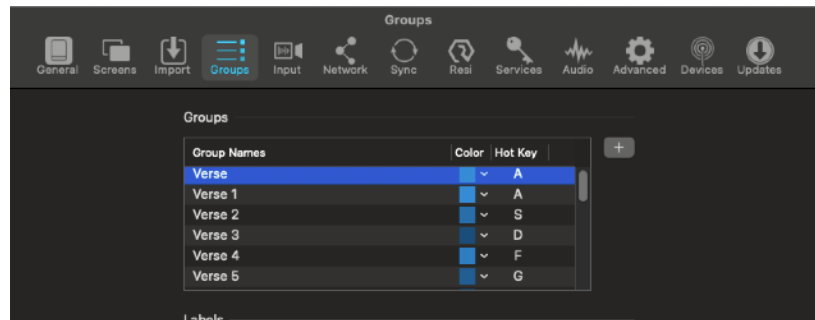 Groups
General Screens Import Groups Input Network Sync Resi Services Audio Advanced Devices Updates
Groups
Group Names Color Hot Key
+
Verse A
Verse 1 A
Verse 2 S
Verse 3 D
Verse 4 F
Verse 5 G
Labels